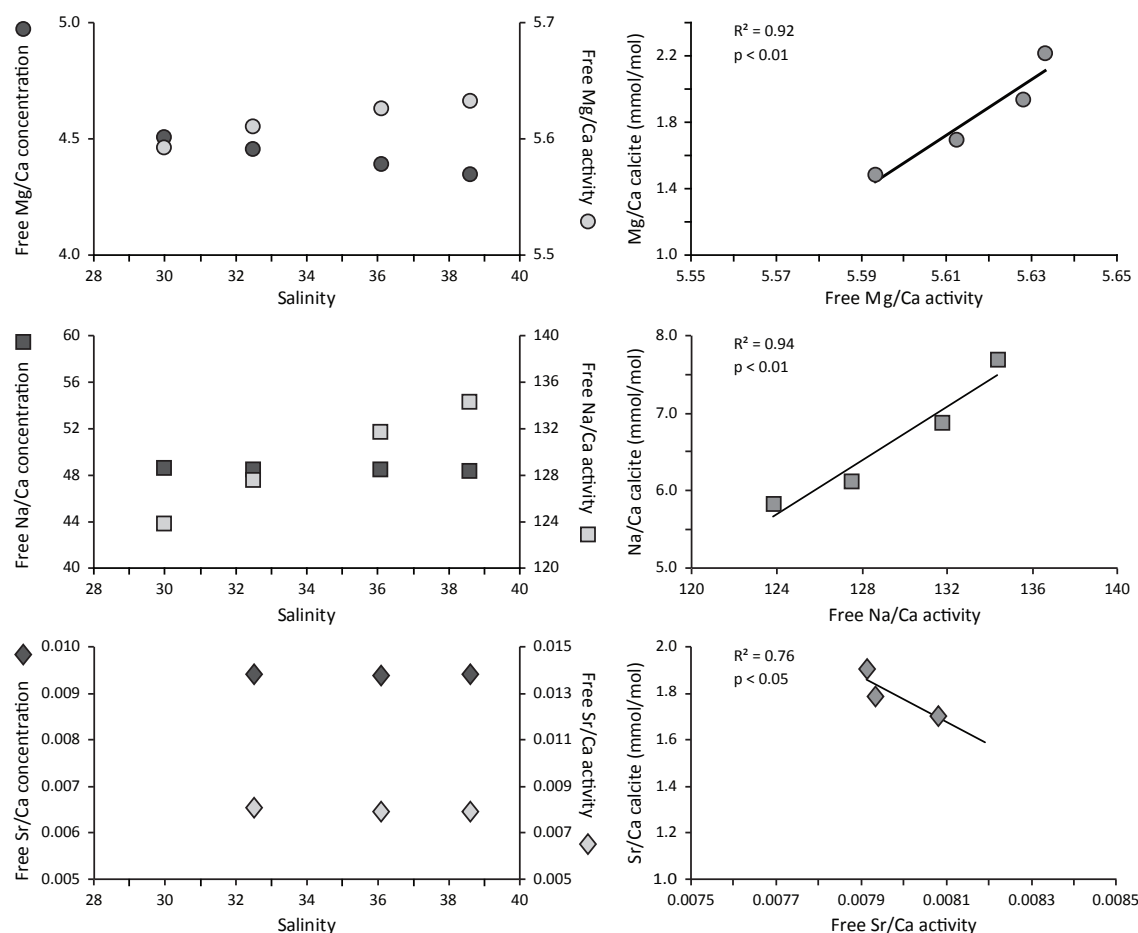 Free Mg/Ca concentration
5.0
4.5
4.0
28 30 32 34 36 38 40
Salinity
5.7
5.6
5.5
Free Mg/Ca activity
Mg/Ca calcite (mmol/mol)
R² = 0.92
p < 0.01
2.2
1.8
1.4
1.0
5.55 5.57 5.59 5.61 5.63 5.65
Free Mg/Ca activity
Free Na/Ca concentration
60
56
52
48
44
40
28 30 32 34 36 38 40
Salinity
140
136
132
128
124
120
Free Na/Ca activity
Na/Ca calcite (mmol/mol)
R² = 0.94
p < 0.01
8.0
7.0
6.0
5.0
120 124 128 132 136 140
Free Na/Ca activity
Free Sr/Ca concentration
0.010
0.009
0.008
0.007
0.006
0.005
28 30 32 34 36 38 40
Salinity
0.015
0.013
0.011
0.009
0.007
0.005
Free Sr/Ca activity
Sr/Ca calcite (mmol/mol)
R² = 0.76
p < 0.05
2.0
1.8
1.6
1.4
1.2
1.0
0.0075 0.0077 0.0079 0.0081 0.0083 0.0085
Free Sr/Ca activity